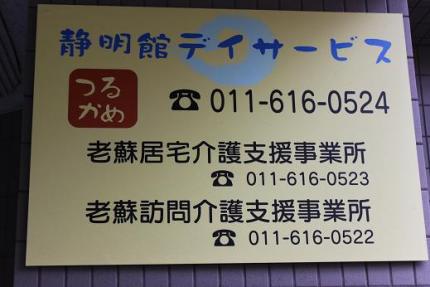 静明館デイサービス
つる
かめ
☎ 011-616-0524
老蘇居宅介護支援事業所
☎ 011-616-0523
老蘇訪問介護支援事業所
☎ 011-616-0522